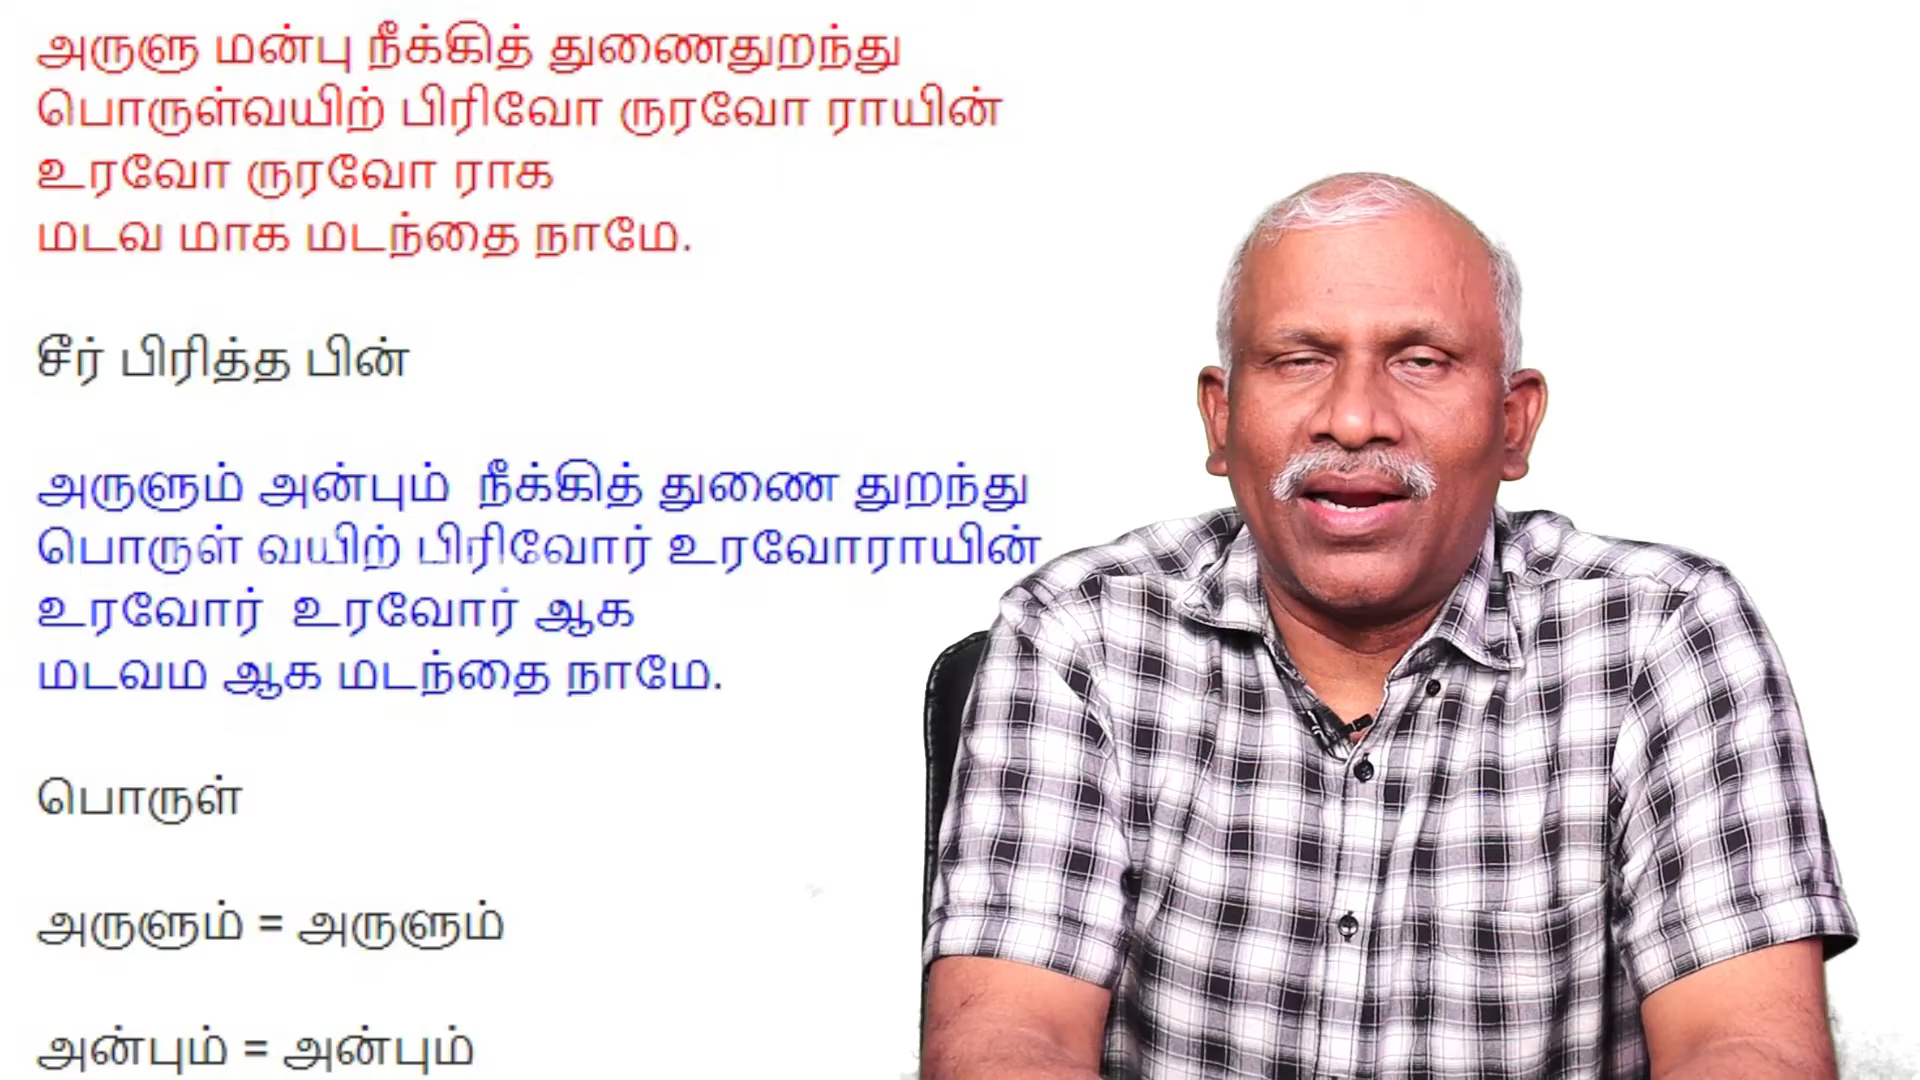 அருளு மன்பு நீக்கித் துணைதுறந்து
பொருள்வயிற் பிரிவோ ருரவோ ராயின்
உரவோ ருரவோ ராக
மடவ மாக மடந்தை நாமே.
சீர் பிரித்த பின்
அருளும் அன்பும் நீக்கித் துணை துறந்து
பொருள் வயிற் பிரிவோர் உரவோராயின்
உரவோர் உரவோர் ஆக
மடவம ஆக மடந்தை நாமே.
பொருள்
அருளும் = அருளும்
அன்பும் = அன்பும்